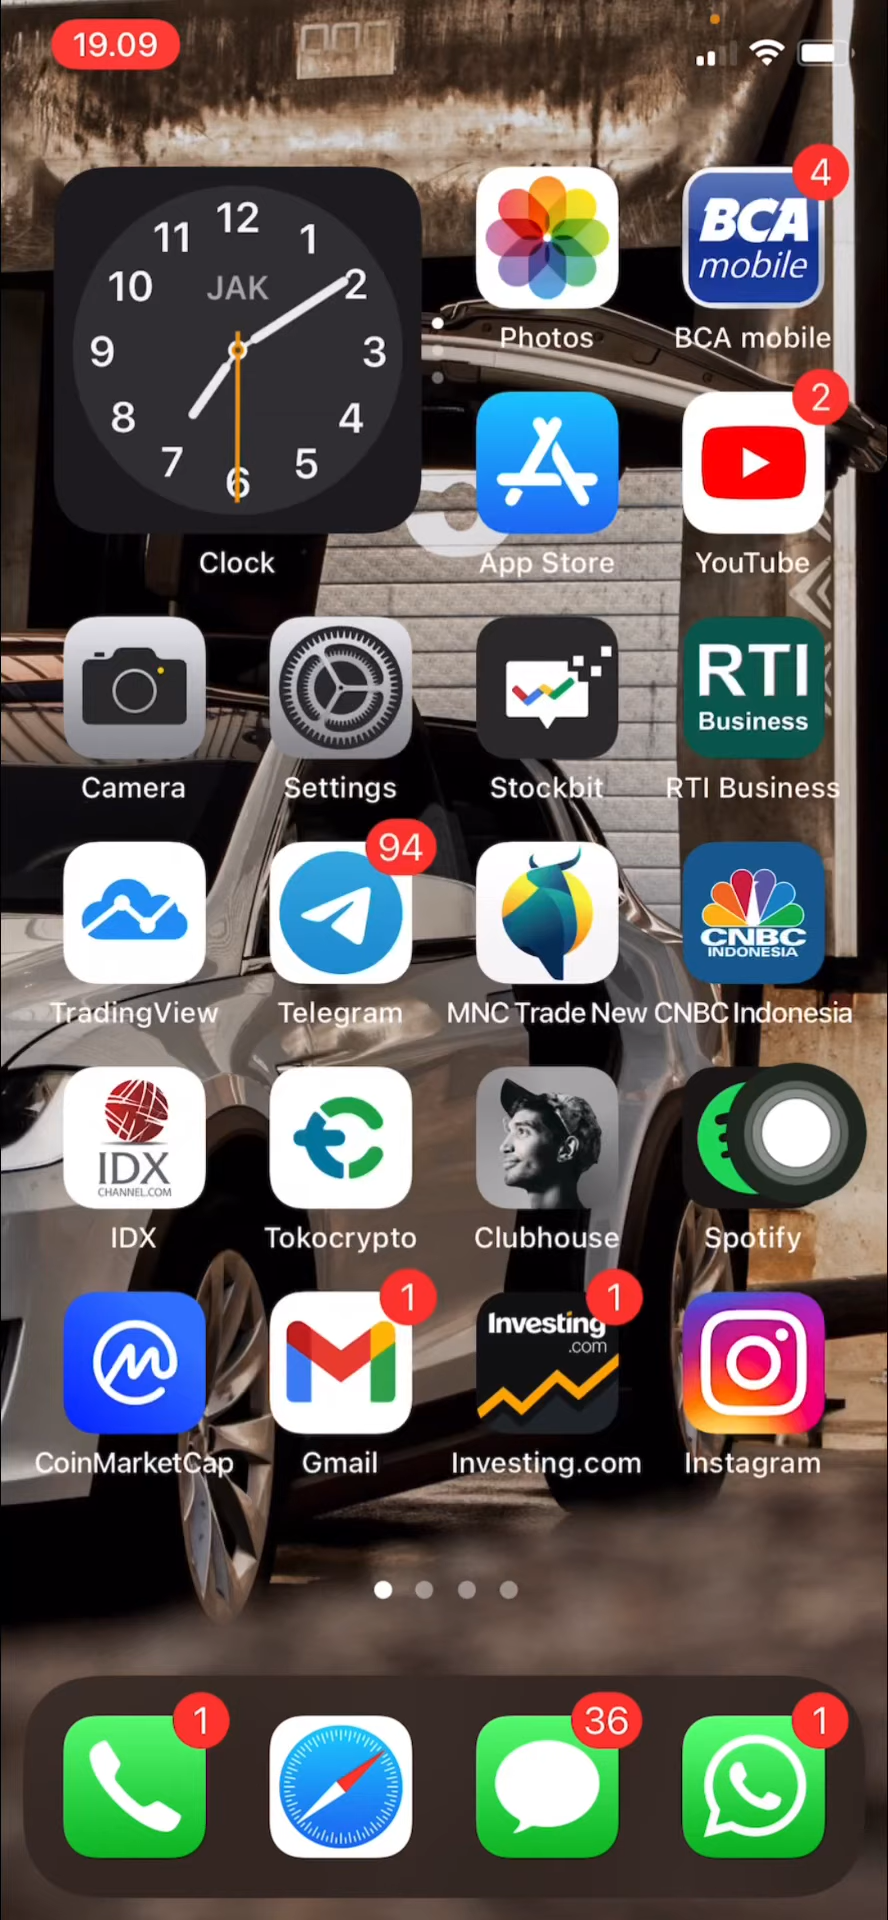 19.09
12
11
1
10
JAK
2
9
3
8
4
7
6
5
Clock
Photos
4
BCA
mobile
BCA mobile
App Store
2
YouTube
Camera
Settings
Stockbit
RTI
Business
RTI Business
TradingView
94
Telegram
MNC Trade New
CNBC
INDONESIA
CNBC Indonesia
IDX
CHANNEL.COM
IDX
Tokocrypto
Clubhouse
Spotify
CoinMarketCap
1
Gmail
1
Investing
.com
Investing.com
Instagram
1
36
1